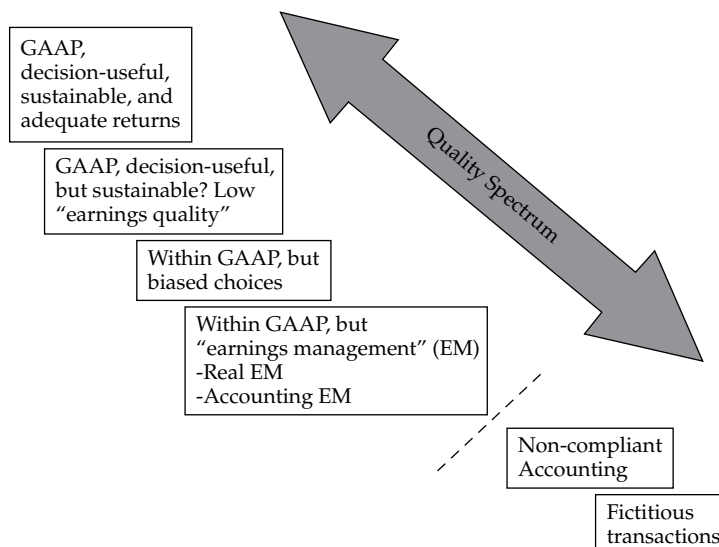 GAAP,
decision-useful,
sustainable, and
adequate returns
Quality Spectrum
GAAP, decision-useful,
but sustainable? Low
“earnings quality”
Within GAAP, but
biased choices
Within GAAP, but
“earnings management” (EM)
-Real EM
-Accounting EM
Non-compliant
Accounting
Fictitious
transactions